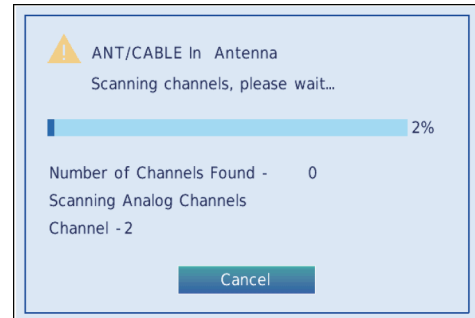 ANT/CABLE In Antenna
Scanning channels, please wait...
2%
Number of Channels Found - 0
Scanning Analog Channels
Channel - 2
Cancel